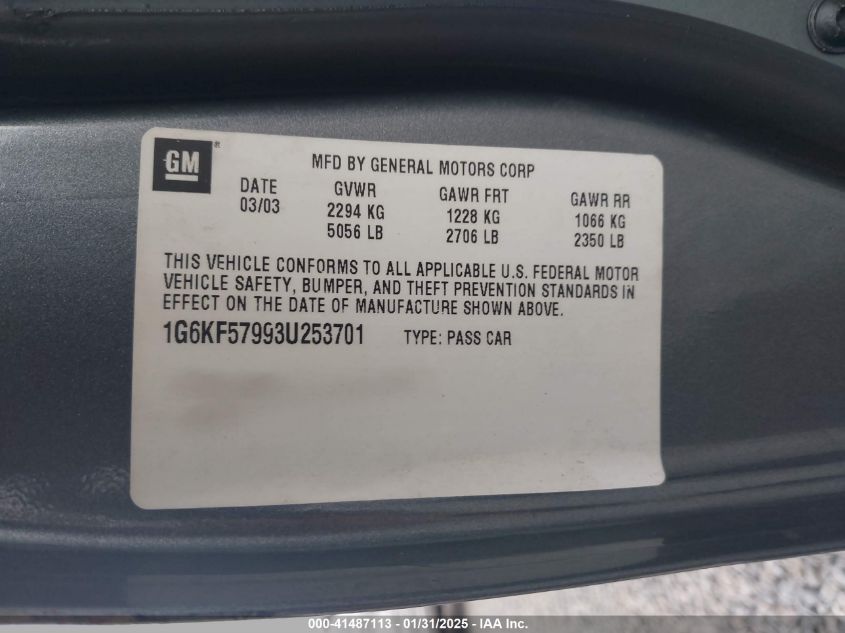 GM®
MFD BY GENERAL MOTORS CORP
DATE GVWR GAWR FRT GAWR RR
03/03 2294 KG 1228 KG 1066 KG
5056 LB 2706 LB 2350 LB
THIS VEHICLE CONFORMS TO ALL APPLICABLE U.S. FEDERAL MOTOR
VEHICLE SAFETY, BUMPER, AND THEFT PREVENTION STANDARDS IN
EFFECT ON THE DATE OF MANUFACTURE SHOWN ABOVE.
1G6KF57993U253701 TYPE: PASS CAR
000-41487113 - 01/31/2025 - IAA Inc.